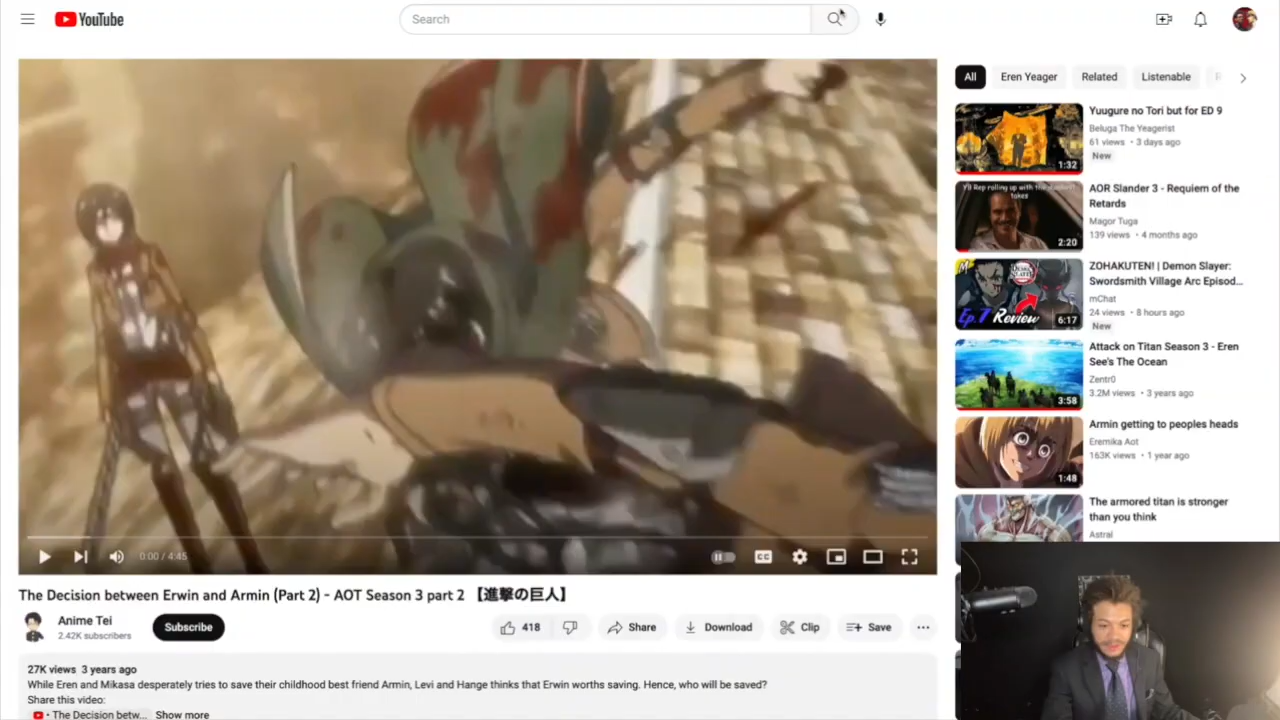 YouTube
Search
All
Eren Yeager
Related
Listenable
Yuugure no Tori but for ED 9
Beluga The Yeagerist
61 views • 3 days ago
New
1:32
AOR Slander 3 - Requiem of the
Retards
Magor Tuga
139 views • 4 months ago
2:20
ZOHAKUTEN! | Demon Slayer:
Swordsmith Village Arc Episod...
mChat
24 views • 8 hours ago
New
Ep.7 Review
6:17
Attack on Titan Season 3 - Eren
See's The Ocean
Zentr0
3.2M views • 3 years ago
3:58
Armin getting to peoples heads
Eremika Aot
163K views • 1 year ago
1:48
The armored titan is stronger
than you think
Astral
0:00 / 4:45
CC
The Decision between Erwin and Armin (Part 2) - AOT Season 3 part 2 【進撃の巨人】
Anime Tei
2.42K subscribers
Subscribe
418
Share
Download
Clip
Save
27K views 3 years ago
While Eren and Mikasa desperately tries to save their childhood best friend Armin, Levi and Hange thinks that Erwin worths saving. Hence, who will be saved?
Share this video:
• The Decision betw... Show more